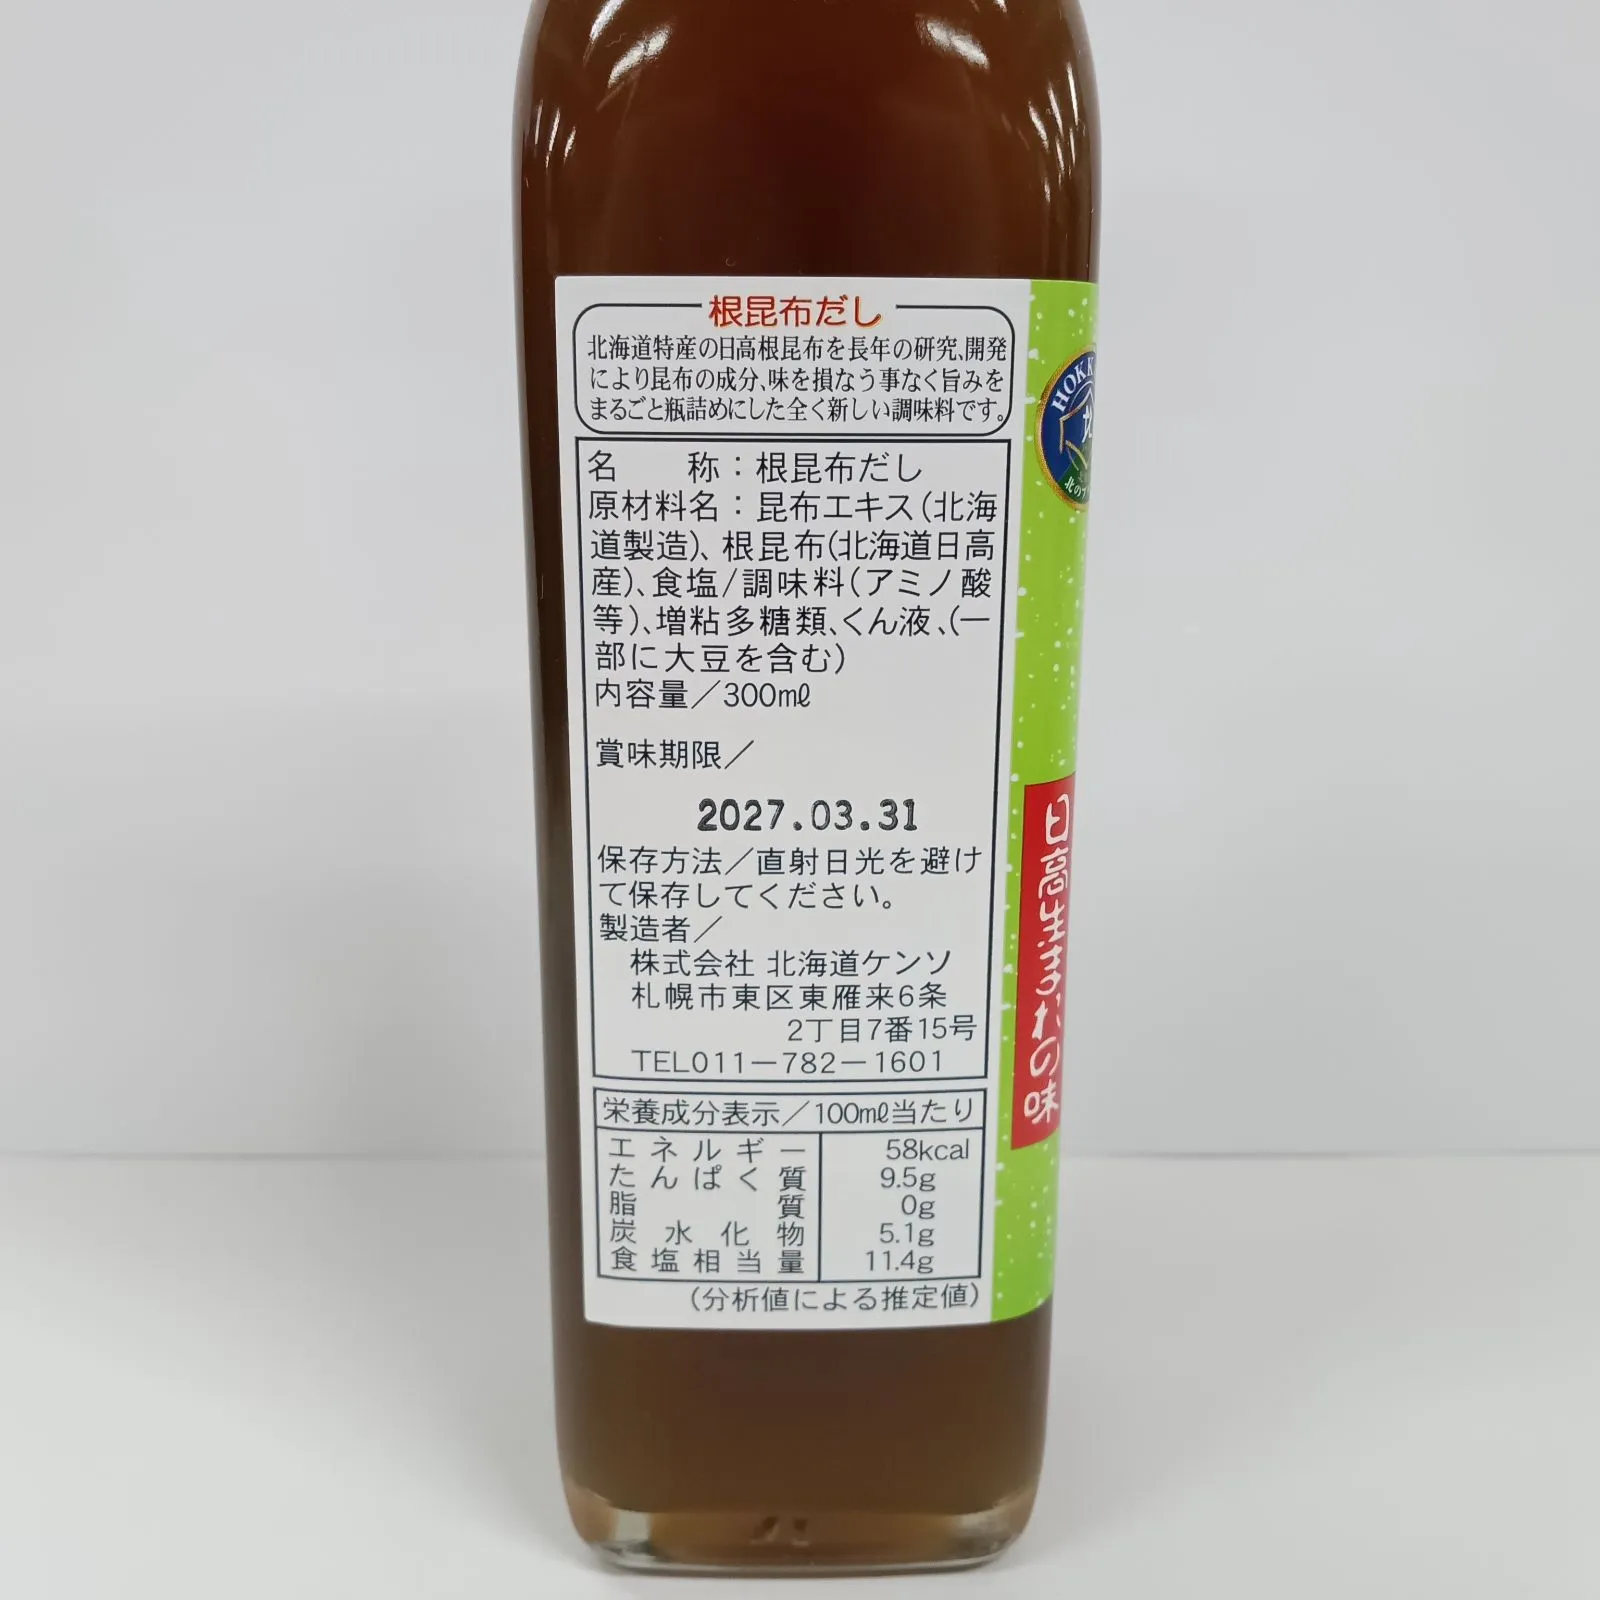 根昆布だし
北海道特産の日高根昆布を長年の研究、開発
により昆布の成分、味を損なう事なく旨みを
まるごと瓶詰めにした全く新しい調味料です。
名　　称：根昆布だし
原材料名：昆布エキス（北海
道製造）、根昆布（北海道日高
産）、食塩/調味料（アミノ酸
等）、増粘多糖類、くん液、（一
部に大豆を含む）
内容量／300mℓ
賞味期限／
2027.03.31
保存方法／直射日光を避け
て保存してください。
製造者／
株式会社 北海道ケンソ
札幌市東区東雁来6条
2丁目7番15号
TEL011－782－1601
栄養成分表示／100mℓ当たり
エネルギー 58kcal
たんぱく質 9.5g
脂質 0g
炭水化物 5.1g
食塩相当量 11.4g
（分析値による推定値）
HOKK
北の
日高生まれの味